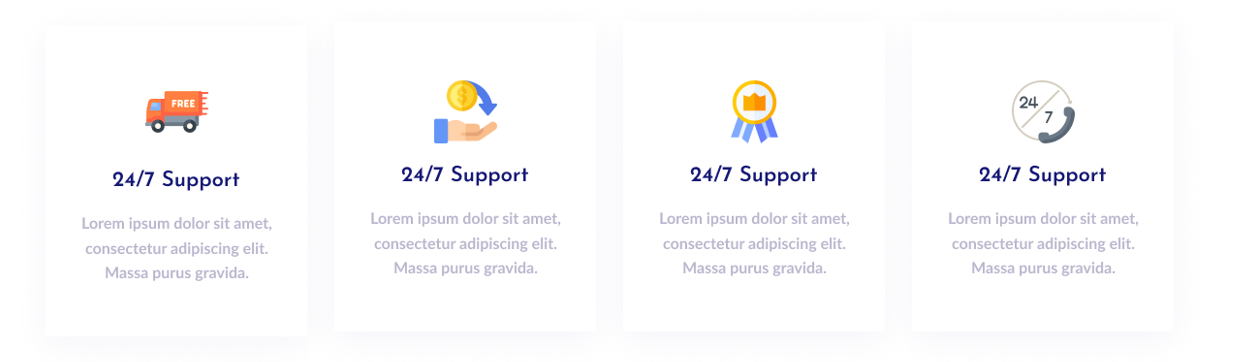 FREE
24/7 Support
Lorem ipsum dolor sit amet,
consectetur adipiscing elit.
Massa purus gravida.
$
24/7 Support
Lorem ipsum dolor sit amet,
consectetur adipiscing elit.
Massa purus gravida.
24/7 Support
Lorem ipsum dolor sit amet,
consectetur adipiscing elit.
Massa purus gravida.
24
7
24/7 Support
Lorem ipsum dolor sit amet,
consectetur adipiscing elit.
Massa purus gravida.